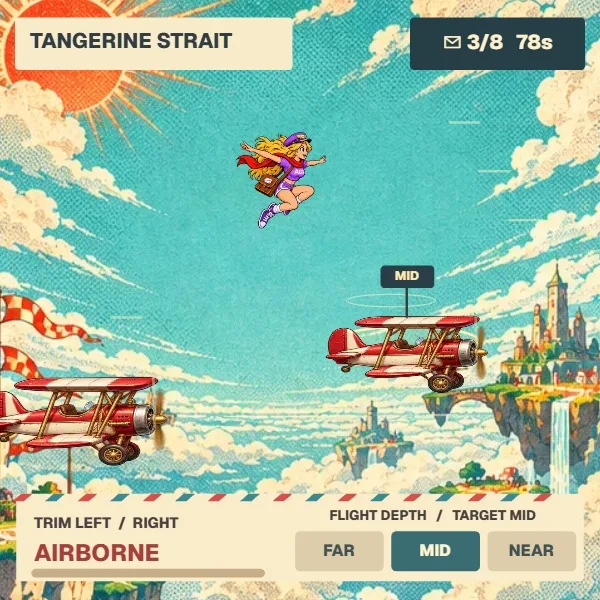 TANGERINE STRAIT
3/8 78s
MID
TRIM LEFT / RIGHT
AIRBORNE
FLIGHT DEPTH / TARGET MID
FAR
MID
NEAR